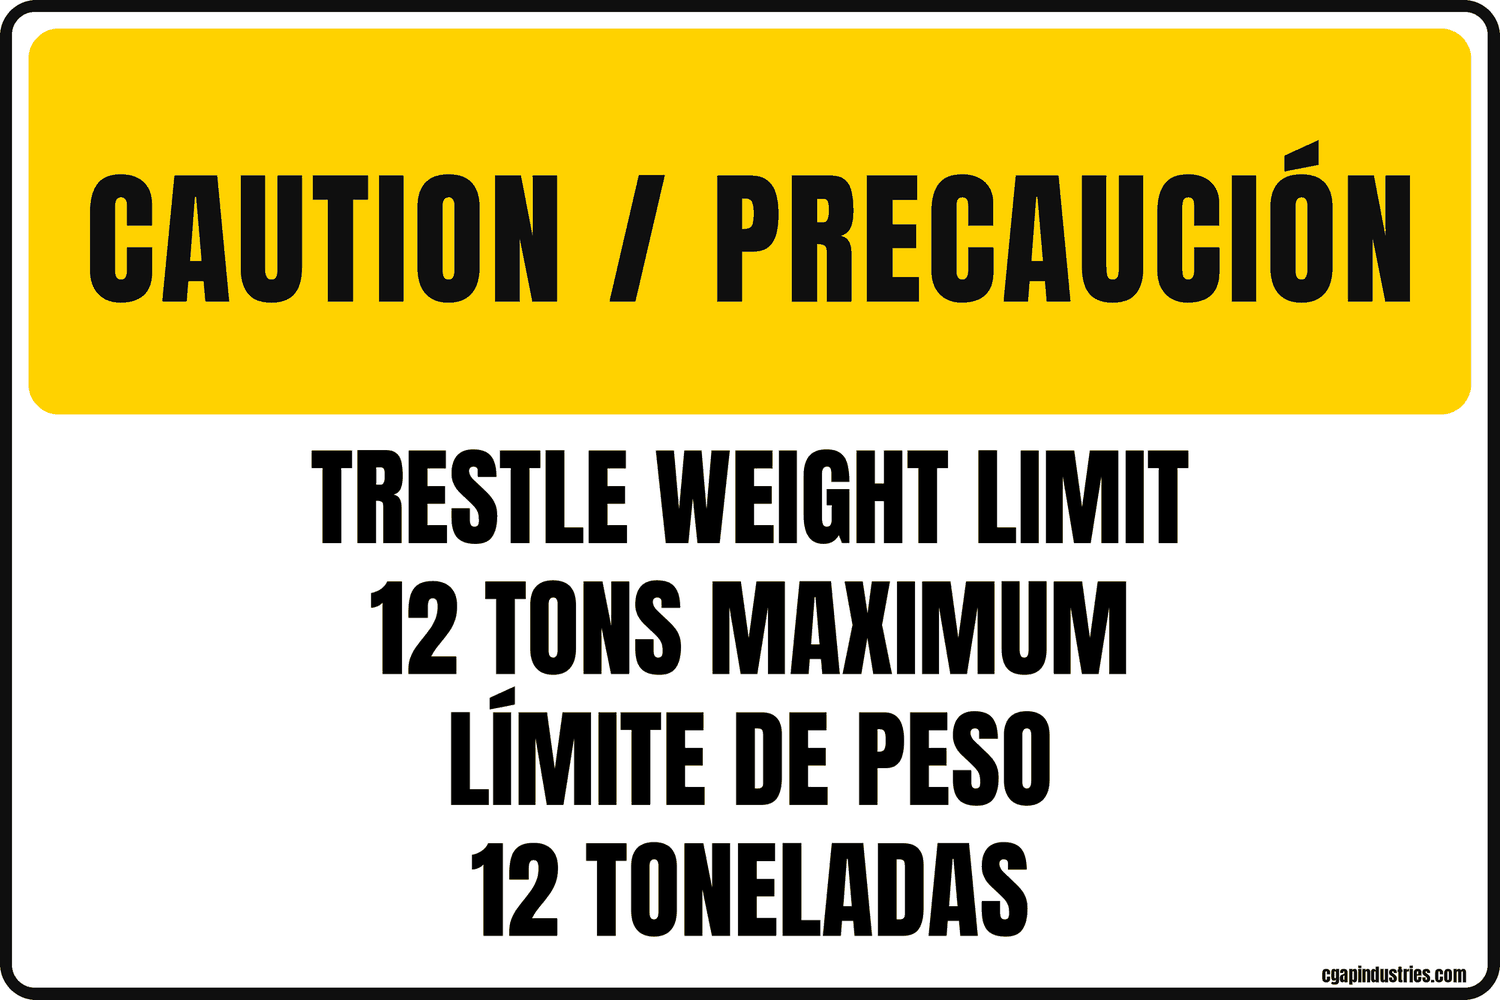 CAUTION / PRECAUCIÓN
TRESTLE WEIGHT LIMIT
12 TONS MAXIMUM
LÍMITE DE PESO
12 TONELADAS
cgapindustries.com